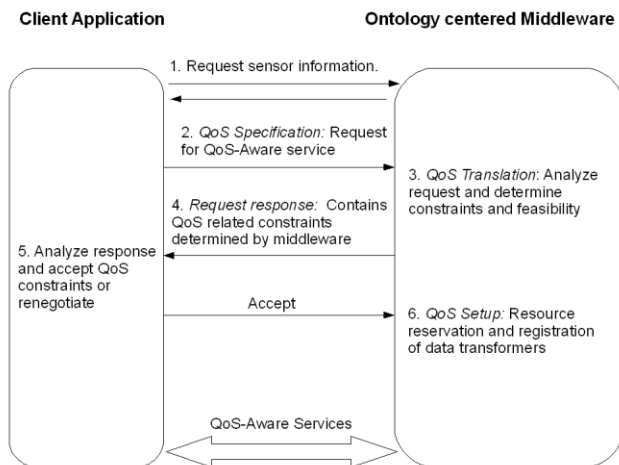 Client Application
Ontology centered Middleware
1. Request sensor information.
2. QoS Specification: Request
for QoS-Aware service
3. QoS Translation: Analyze
request and determine
constraints and feasibility
4. Request response: Contains
QoS related constraints
determined by middleware
5. Analyze response
and accept QoS
constraints or
renegotiate
Accept
6. QoS Setup: Resource
reservation and registration
of data transformers
QoS-Aware Services